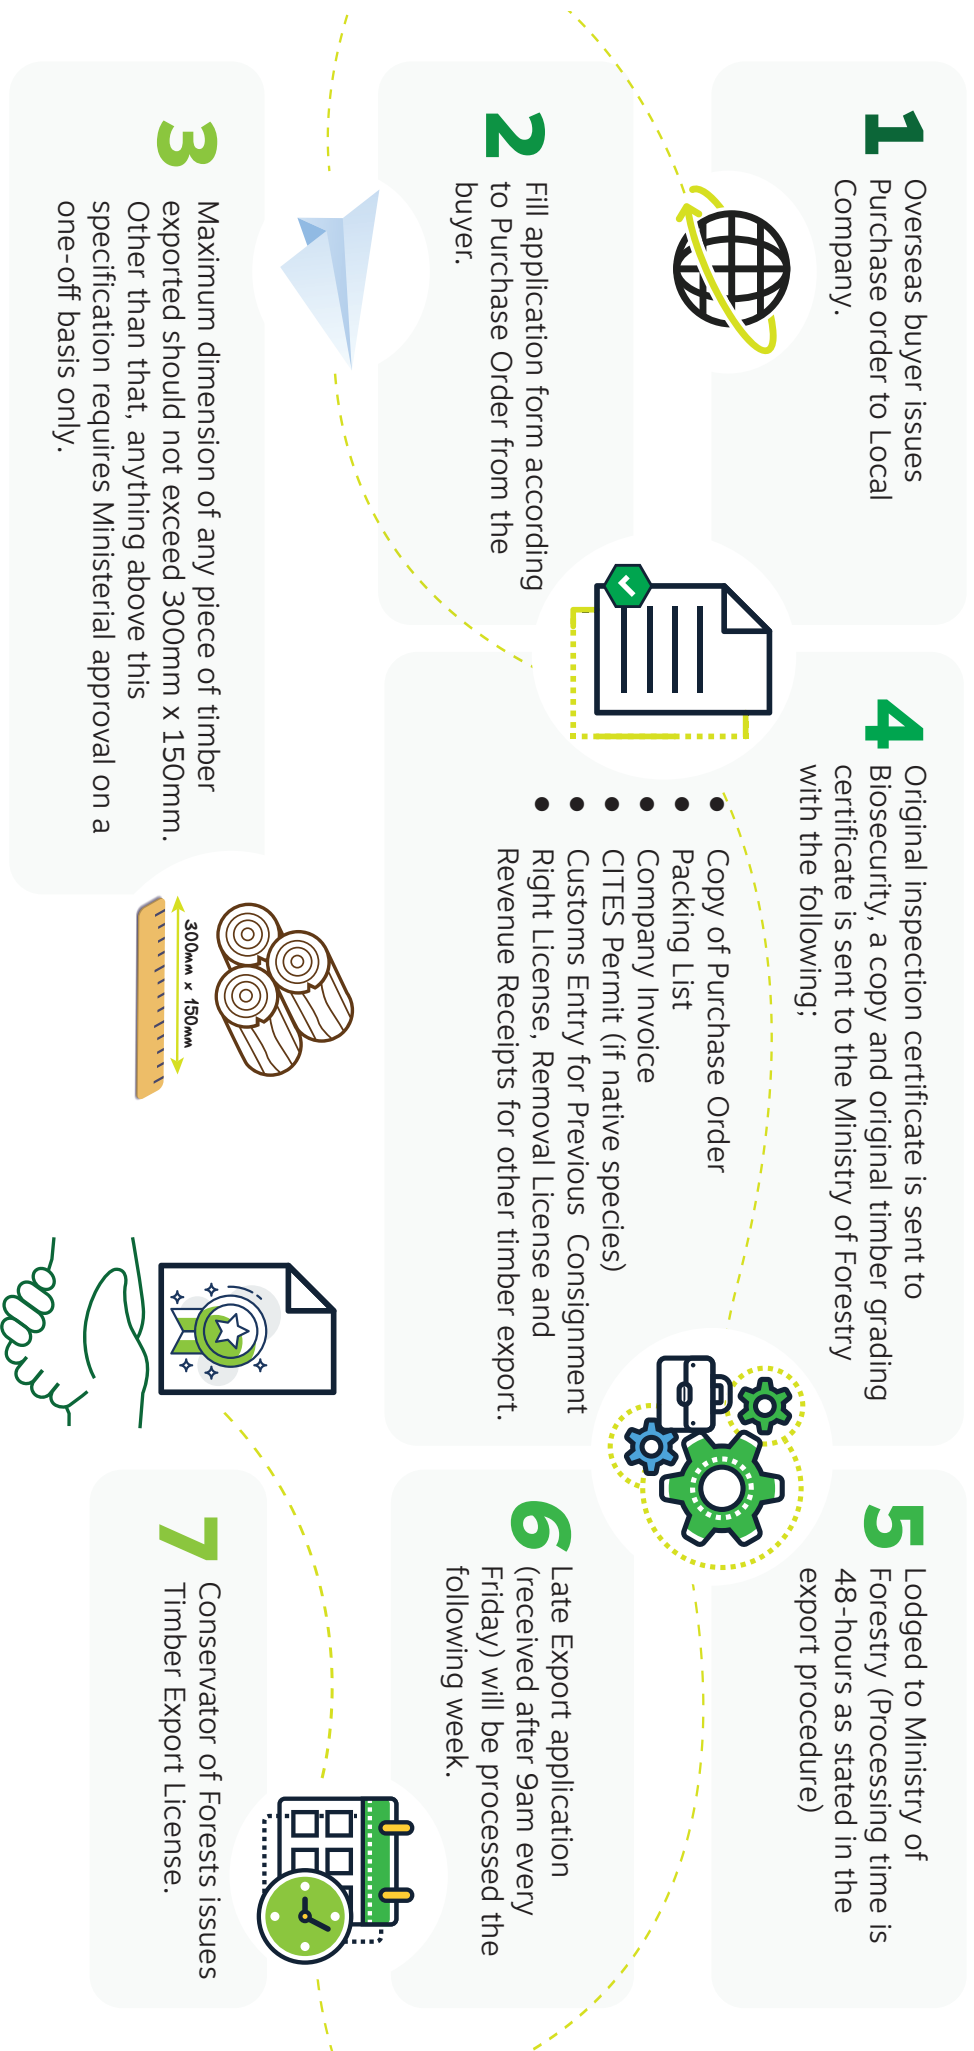 1
Overseas buyer issues
Purchase order to Local
Company.
2
Fill application form according
to Purchase Order from the
buyer.
3
Maximum dimension of any piece of timber
exported should not exceed 300mm x 150mm.
Other than that, anything above this
specification requires Ministerial approval on a
one-off basis only.
300mm x 150mm
4
Original inspection certificate is sent to
Biosecurity, a copy and original timber grading
certificate is sent to the Ministry of Forestry
with the following;
• Copy of Purchase Order
• Packing List
• Company Invoice
• CITES Permit (if native species)
• Customs Entry for Previous Consignment
• Right License, Removal License and
Revenue Receipts for other timber export.
5
Lodged to Ministry of
Forestry (Processing time is
48-hours as stated in the
export procedure)
6
Late Export application
(received after 9am every
Friday) will be processed the
following week.
7
Conservator of Forests issues
Timber Export License.